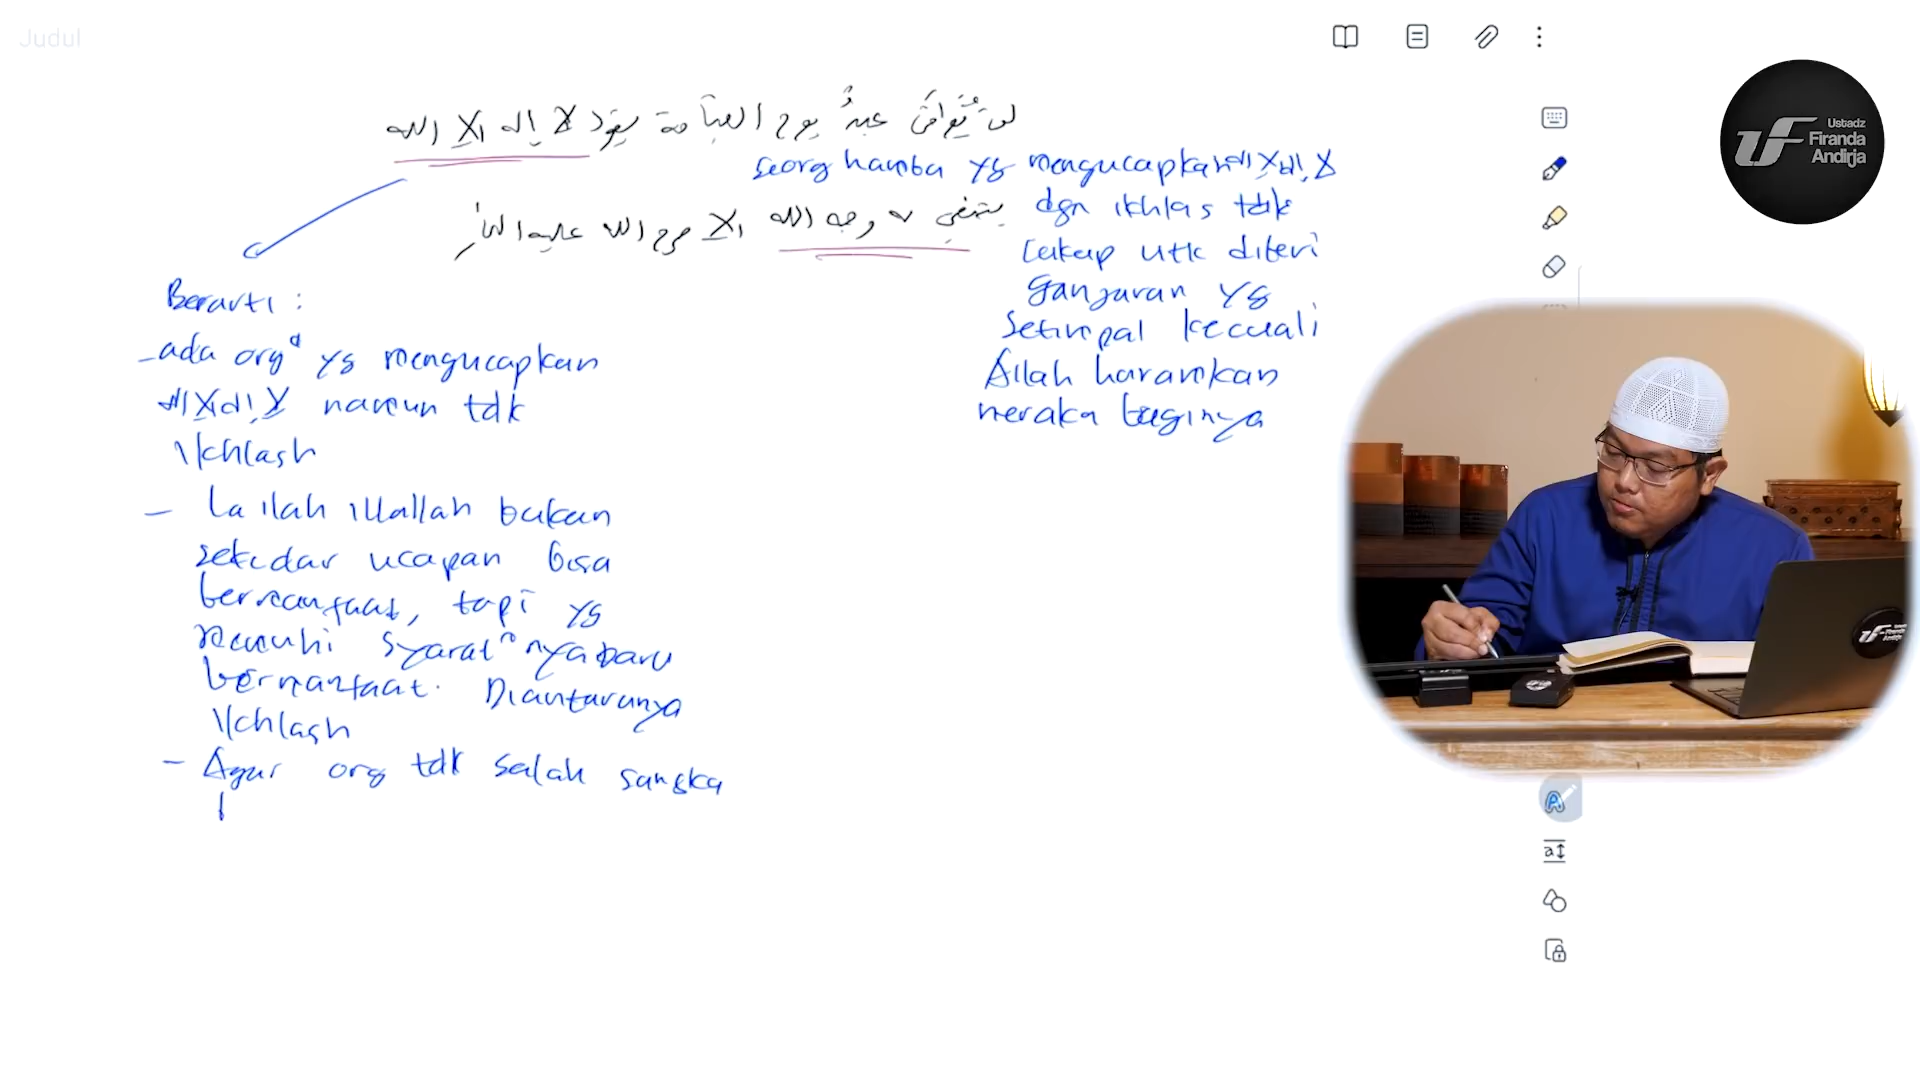 Judul
لن يُوَافَى عبدٌ يوم القيامة يقول لا إله إلا الله
seorg hamba yg mengucapkan لا إله إلا الله
يبتغي به وجه الله إلا حرم الله عليه النار
dgn ikhlas tdk
cukup utk diberi
ganjaran yg
setimpal kecuali
Allah haramkan
neraka baginya
Berarti :
- ada org² yg mengucapkan
لا إله إلا الله namun tdk
Ikhlash
- La ilah illallah bukan
sekedar ucapan bisa
bermanfaat, tapi yg
memenuhi syarat² nya baru
bermanfaat. Diantaranya
Ikhlash
- Agar org tdk salah sangka
UF Ustadz
Firanda
Andirja